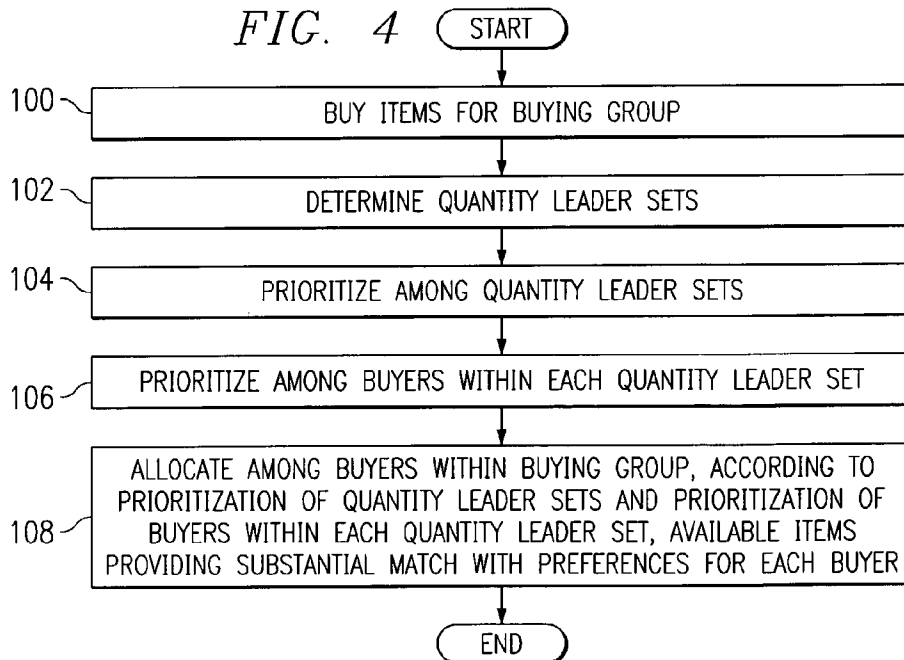 FIG. 4
START
100
BUY ITEMS FOR BUYING GROUP
102
DETERMINE QUANTITY LEADER SETS
104
PRIORITIZE AMONG QUANTITY LEADER SETS
106
PRIORITIZE AMONG BUYERS WITHIN EACH QUANTITY LEADER SET
108
ALLOCATE AMONG BUYERS WITHIN BUYING GROUP, ACCORDING TO
PRIORITIZATION OF QUANTITY LEADER SETS AND PRIORITIZATION OF
BUYERS WITHIN EACH QUANTITY LEADER SET, AVAILABLE ITEMS
PROVIDING SUBSTANTIAL MATCH WITH PREFERENCES FOR EACH BUYER
END